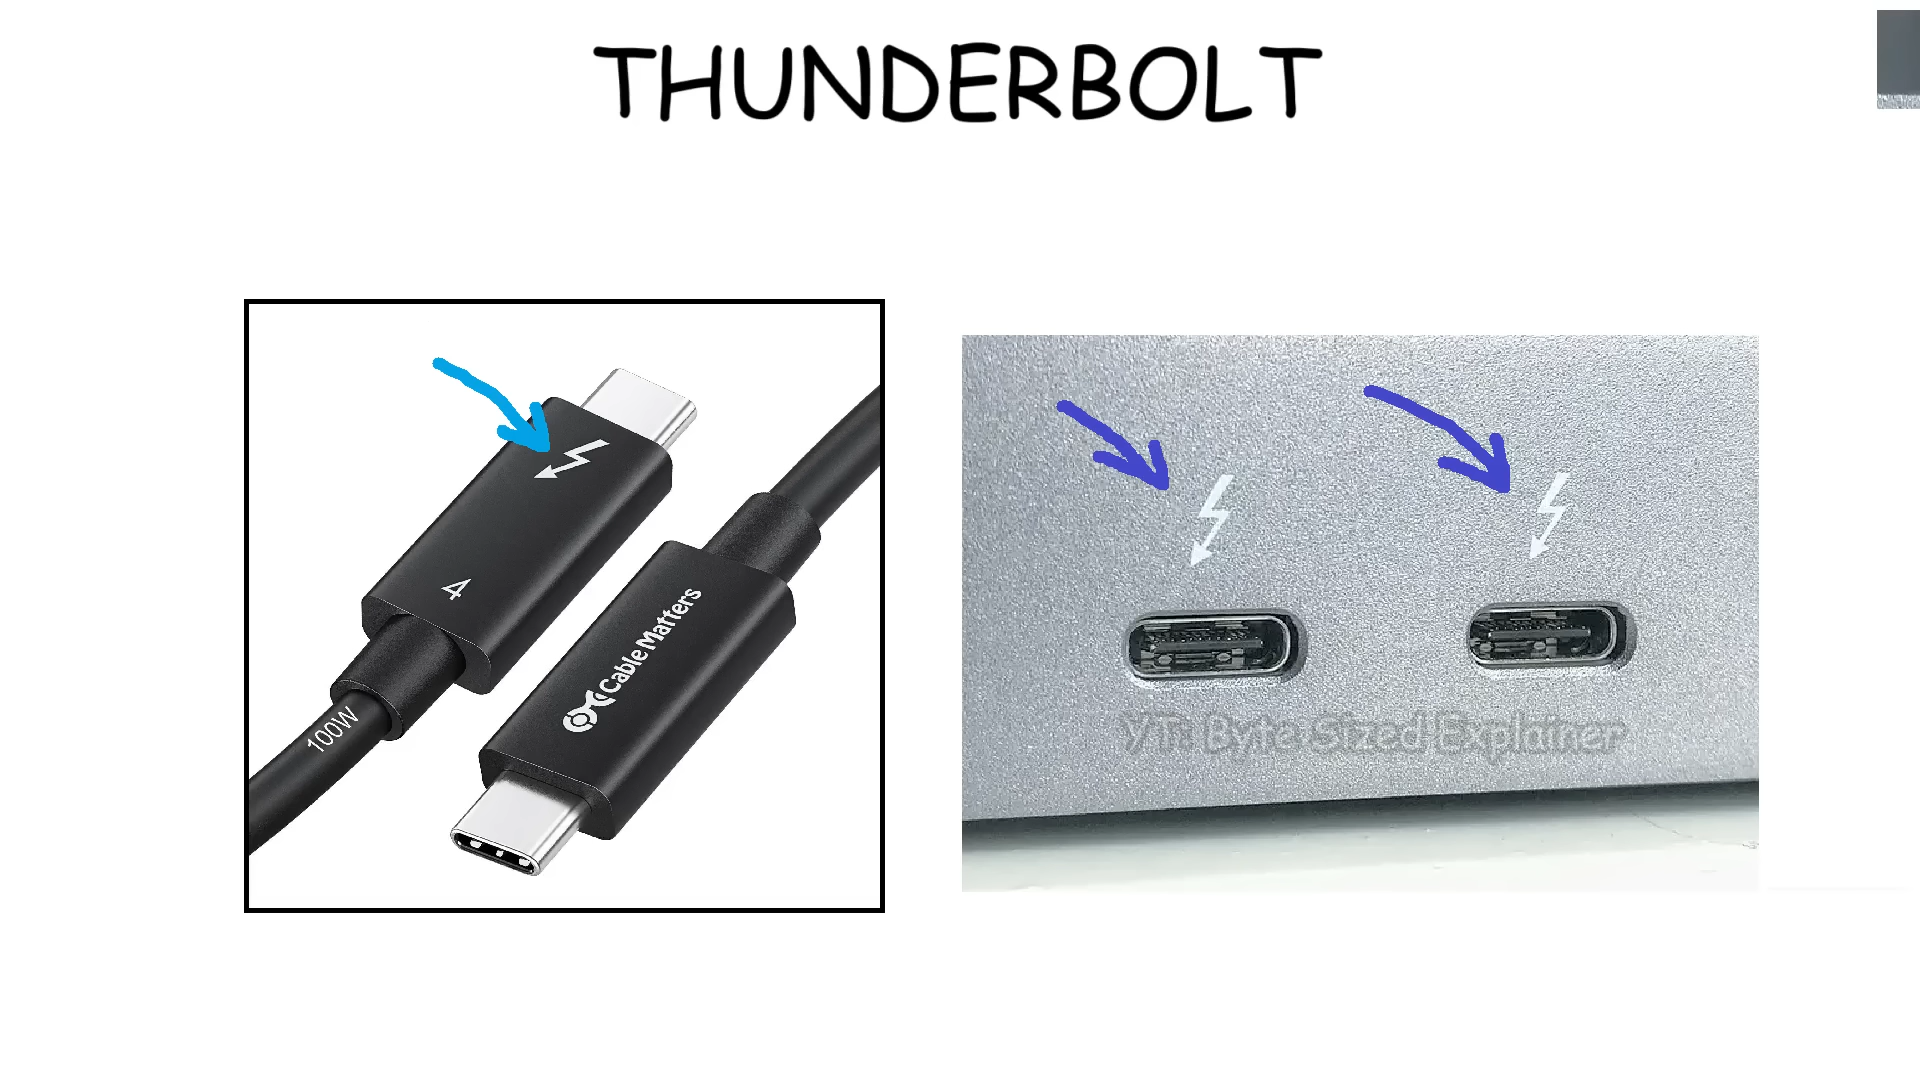 THUNDERBOLT
4
100W
Cable Matters
YT: Byte Sized Explainer